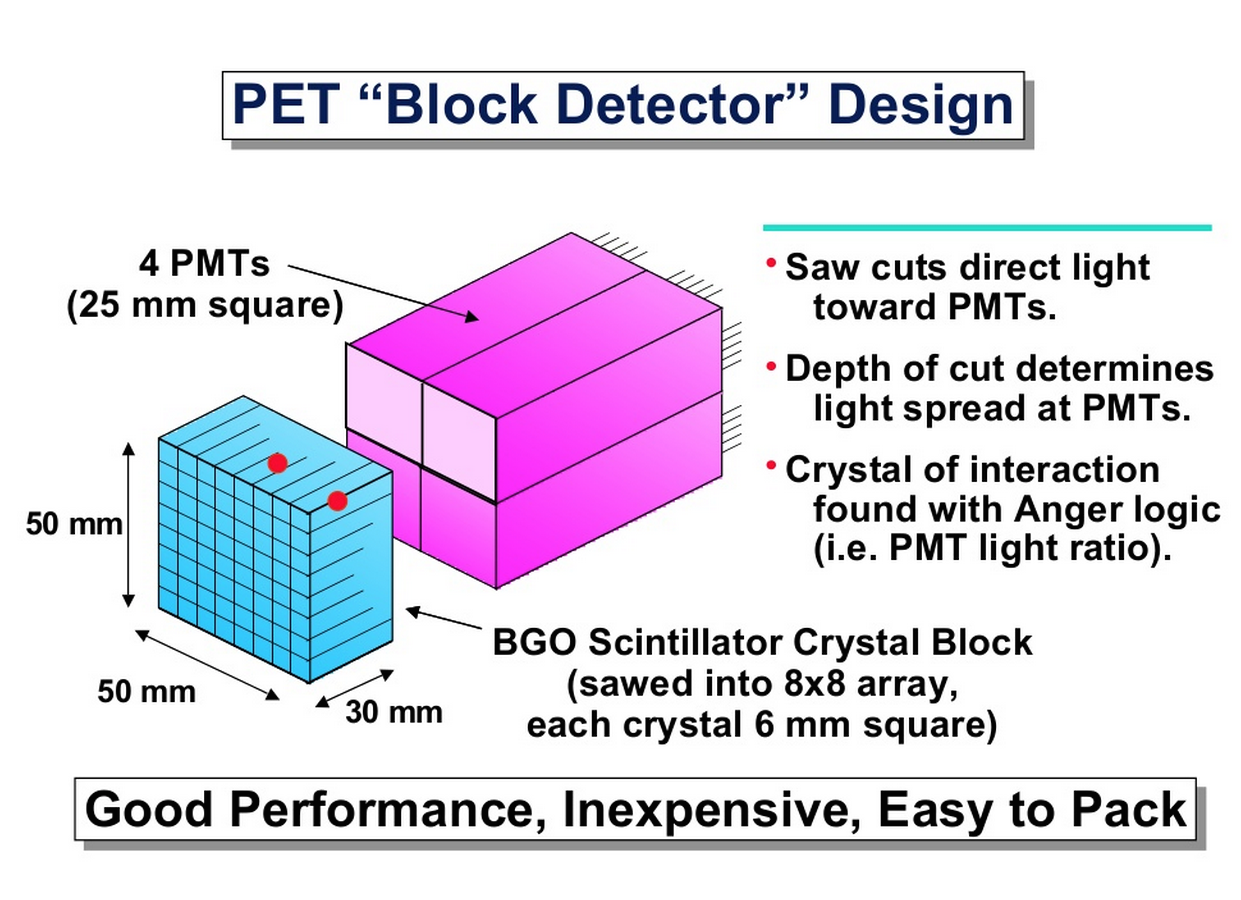 PET “Block Detector” Design
4 PMTs
(25 mm square)
• Saw cuts direct light
toward PMTs.
• Depth of cut determines
light spread at PMTs.
• Crystal of interaction
found with Anger logic
(i.e. PMT light ratio).
50 mm
50 mm
30 mm
BGO Scintillator Crystal Block
(sawed into 8x8 array,
each crystal 6 mm square)
Good Performance, Inexpensive, Easy to Pack